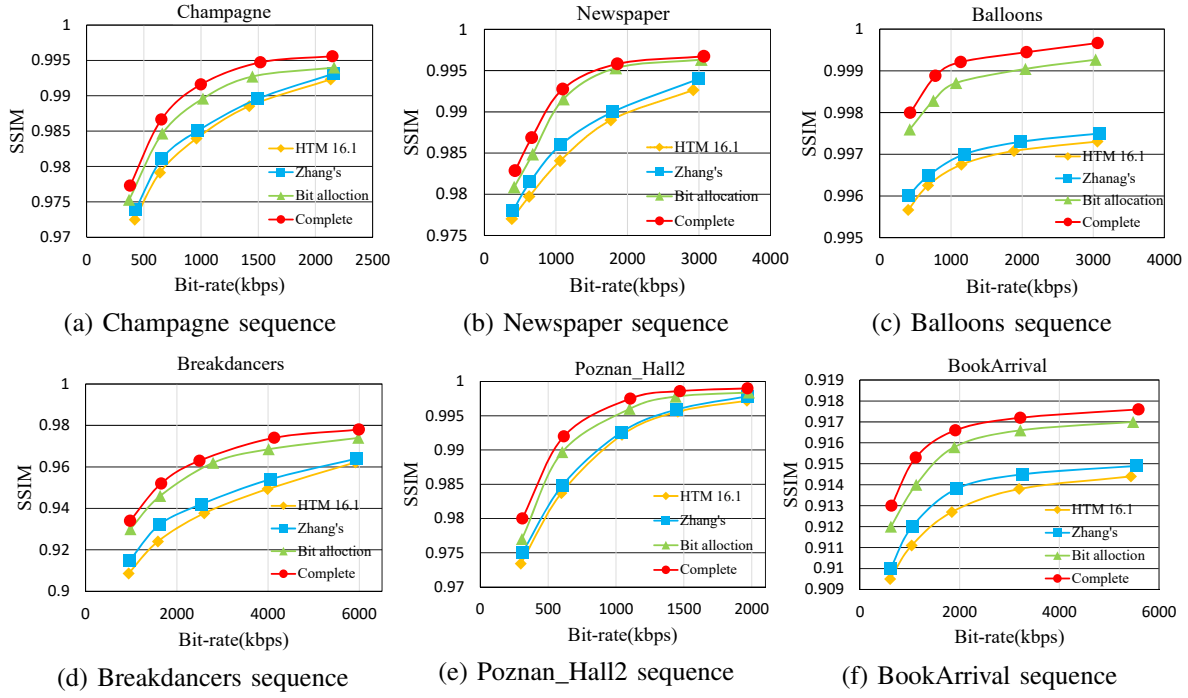 Champagne
1
0.995
0.99
0.985
0.98
0.975
0.97
SSIM
HTM 16.1
Zhang's
Bit alloction
Complete
0 500 1000 1500 2000 2500
Bit-rate(kbps)
(a) Champagne sequence
Newspaper
1
0.995
0.99
0.985
0.98
0.975
SSIM
HTM 16.1
Zhang's
Bit allocation
Complete
0 1000 2000 3000 4000
Bit-rate(kbps)
(b) Newspaper sequence
Balloons
1
0.999
0.998
0.997
0.996
0.995
SSIM
HTM 16.1
Zhanag's
Bit allocation
Complete
0 1000 2000 3000 4000
Bit-rate(kbps)
(c) Balloons sequence
Breakdancers
1
0.98
0.96
0.94
0.92
0.9
SSIM
HTM 16.1
Zhang's
Bit alloction
Complete
0 2000 4000 6000
Bit-rate(kbps)
(d) Breakdancers sequence
Poznan_Hall2
1
0.995
0.99
0.985
0.98
0.975
0.97
SSIM
HTM 16.1
Zhang's
Bit alloction
Complete
0 500 1000 1500 2000
Bit-rate(kbps)
(e) Poznan_Hall2 sequence
BookArrival
0.919
0.918
0.917
0.916
0.915
0.914
0.913
0.912
0.911
0.91
0.909
SSIM
HTM 16.1
Zhang's
Bit alloction
Complete
0 2000 4000 6000
Bit-rate(kbps)
(f) BookArrival sequence